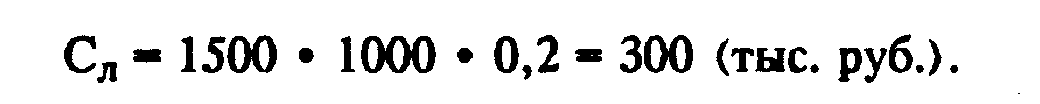 Сл = 1500 • 1000 • 0,2 = 300 (тыс. руб.).